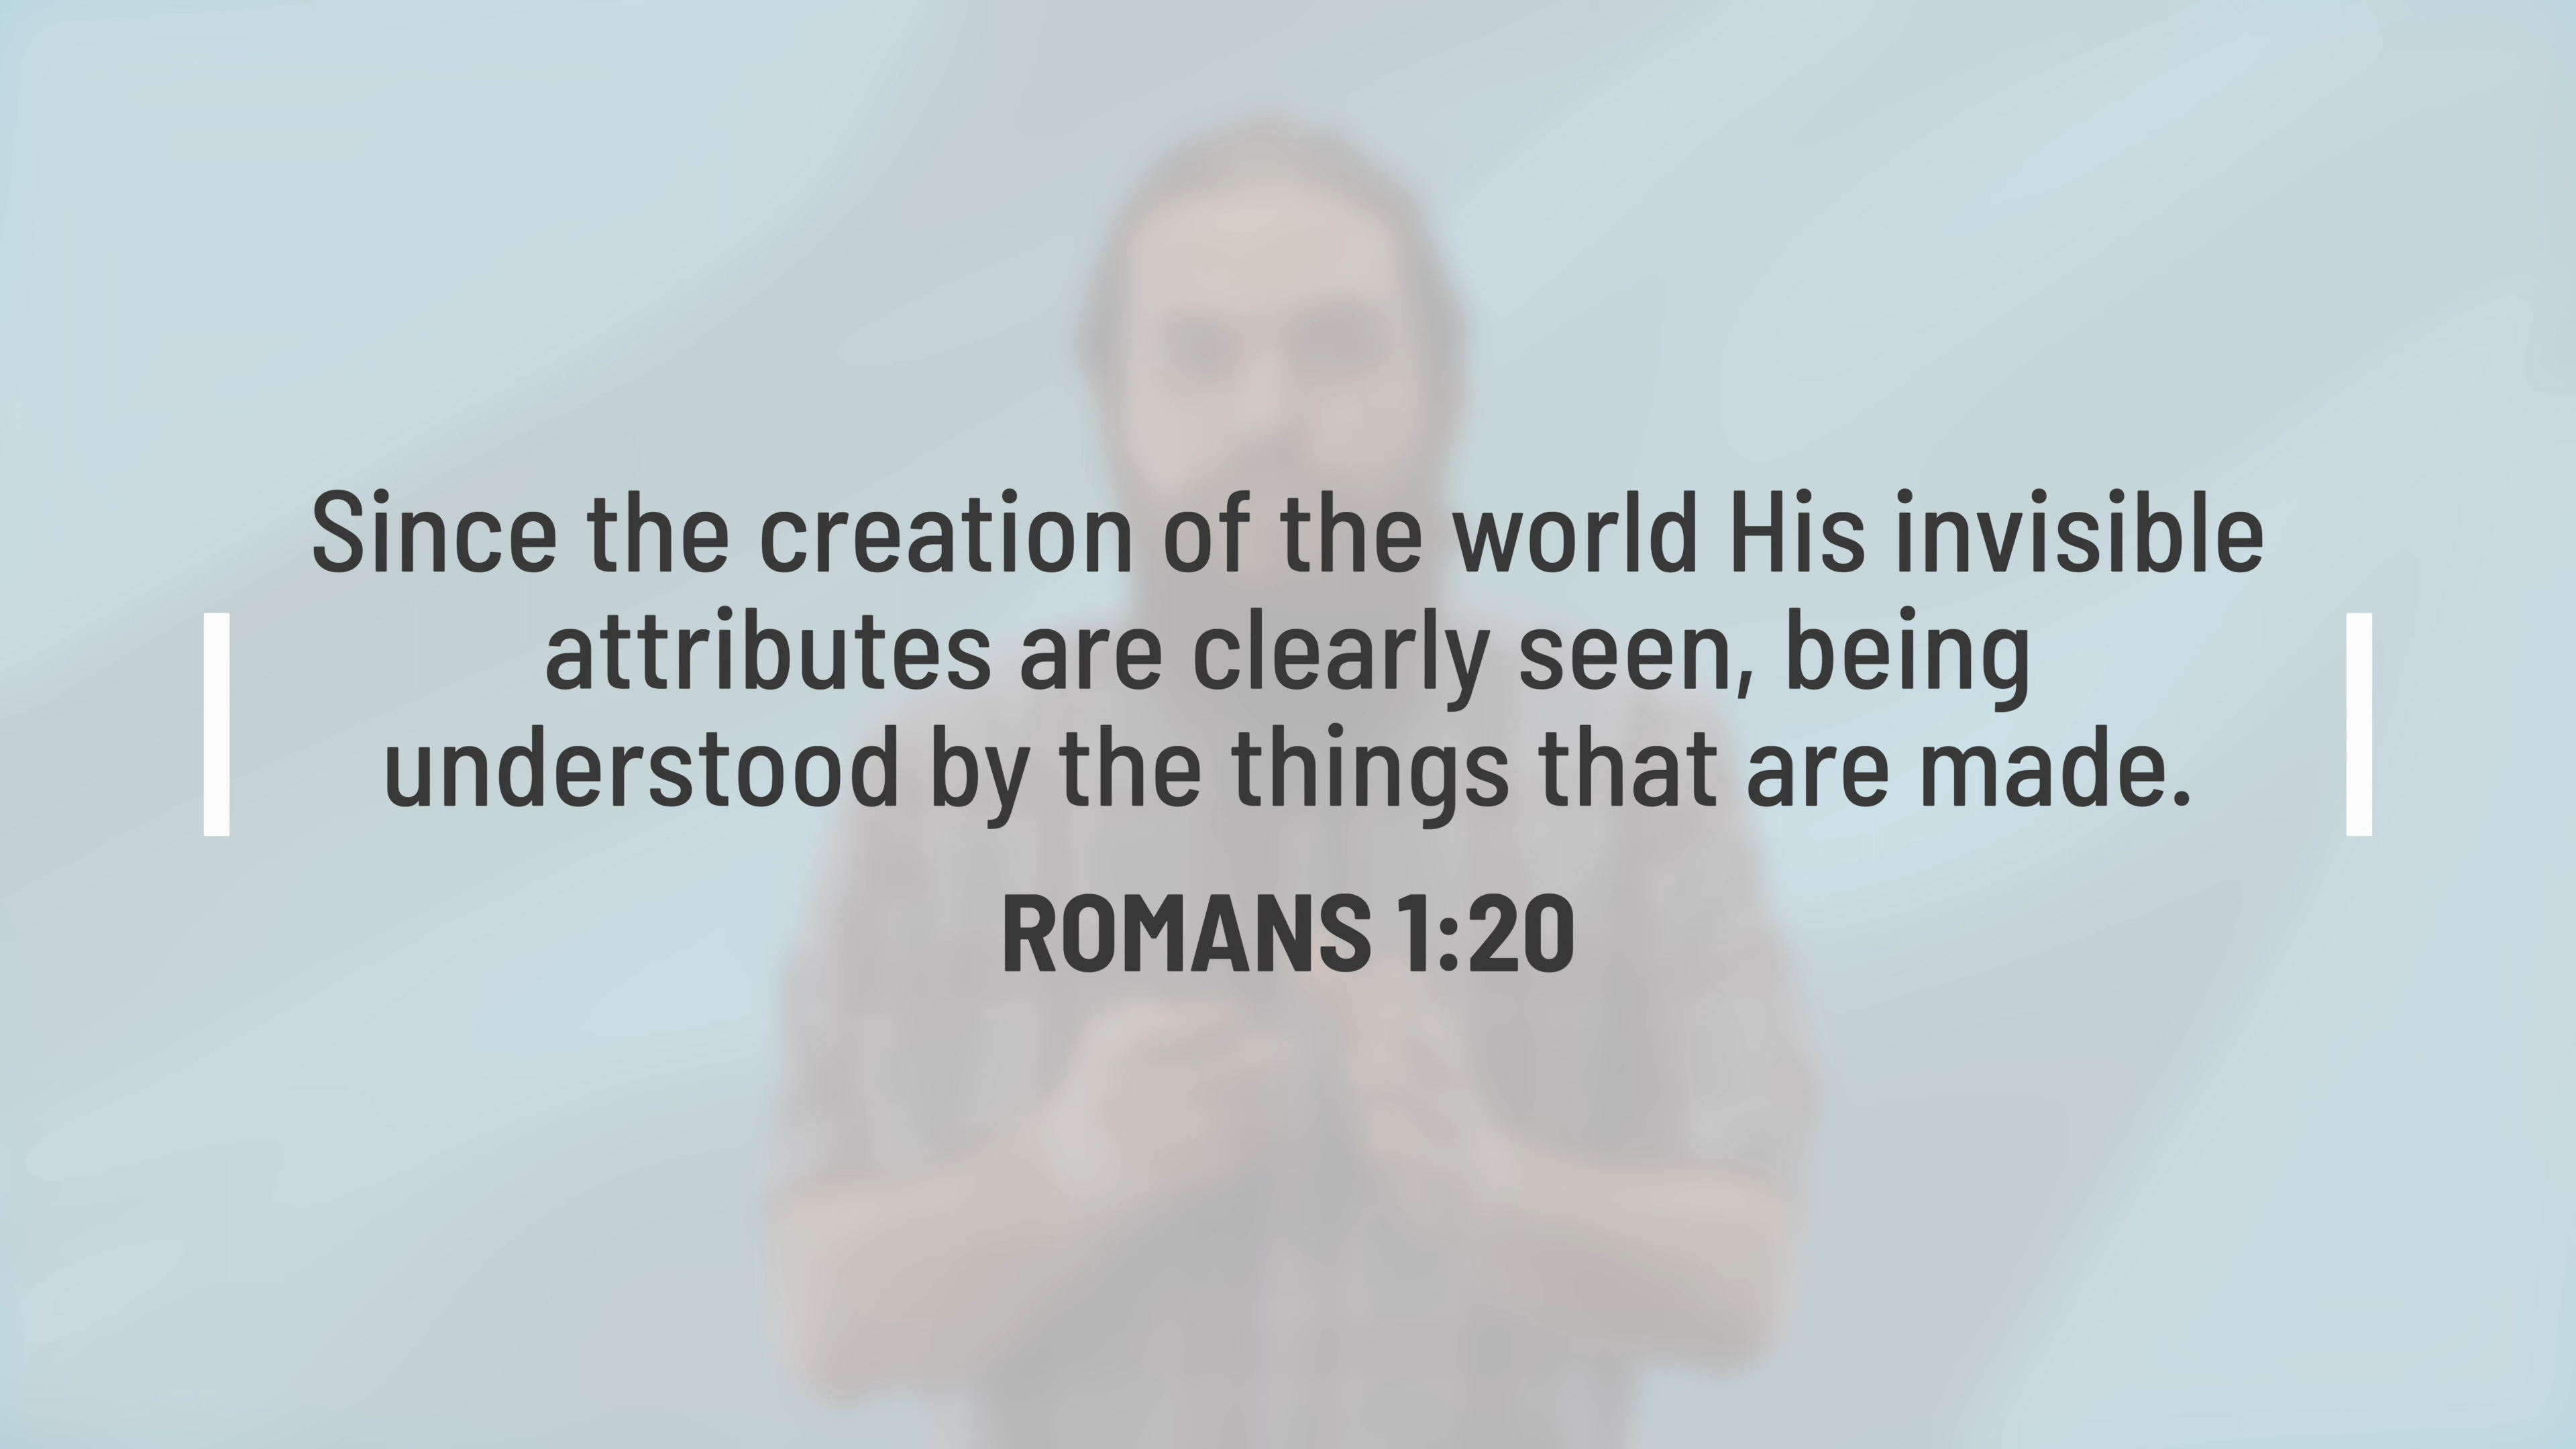 Since the creation of the world His invisible
attributes are clearly seen, being
understood by the things that are made.
ROMANS 1:20